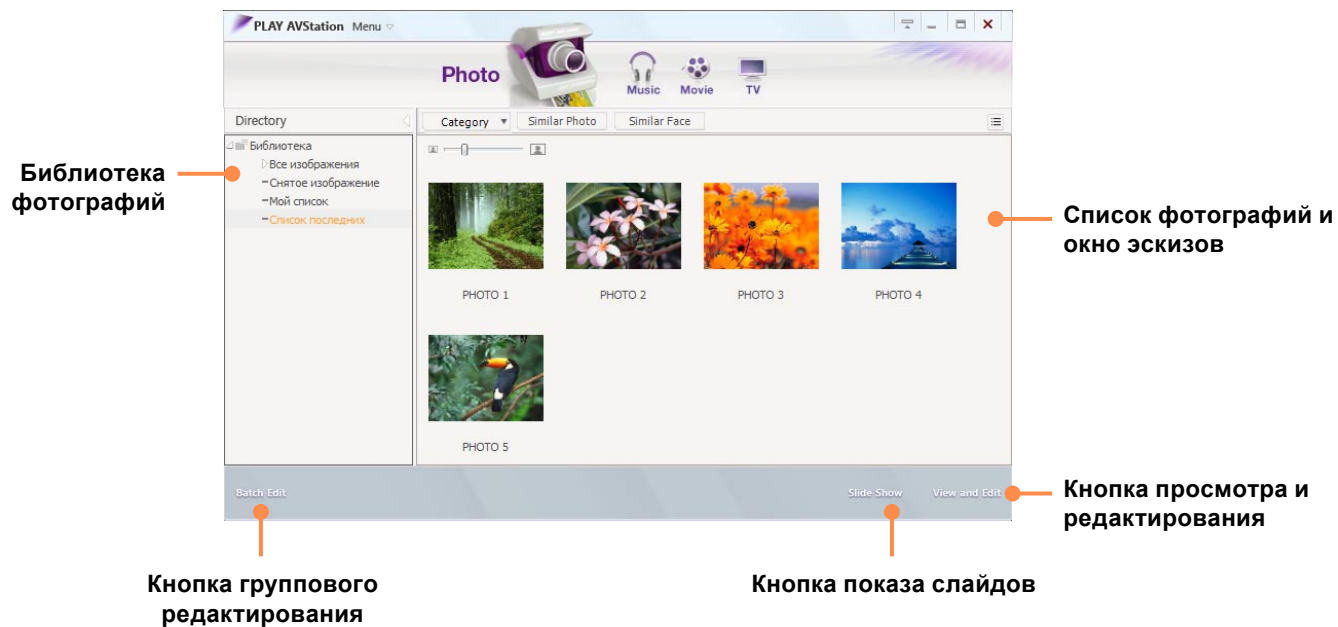 PLAY AVStation Menu
Photo
Music Movie TV
Directory
Category Similar Photo Similar Face
Библиотека
Все изображения
Снятое изображение
Мой список
Список последних
Библиотека
фотографий
PHOTO 1 PHOTO 2 PHOTO 3 PHOTO 4
Список фотографий и
окно эскизов
PHOTO 5
Batch Edit Slide Show View and Edit
Кнопка просмотра и
редактирования
Кнопка группового
редактирования
Кнопка показа слайдов